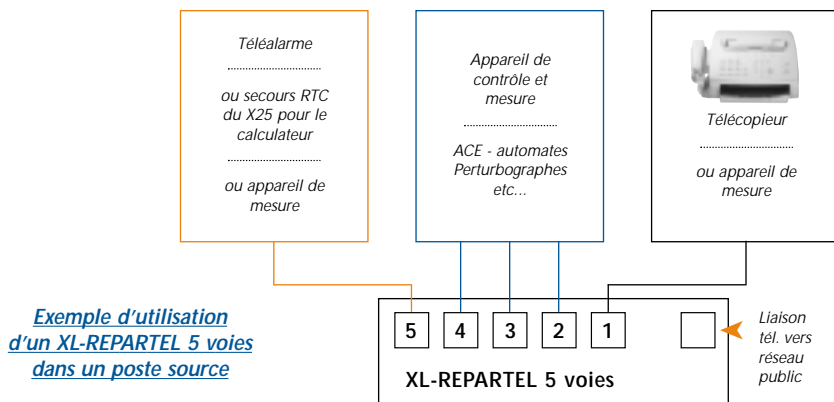 Téléalarme
ou secours RTC
du X25 pour le
calculateur
ou appareil de
mesure
Appareil de
contrôle et
mesure
ACE - automates
Perturbographes
etc...
Télécopieur
ou appareil de
mesure
Exemple d'utilisation
d'un XL-REPARTEL 5 voies
dans un poste source
5 4 3 2 1
XL-REPARTEL 5 voies
Liaison
tél. vers
réseau
public